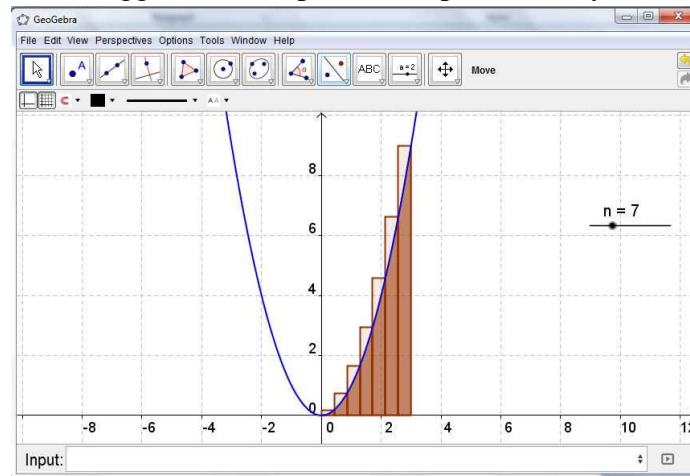 GeoGebra
File Edit View Perspectives Options Tools Window Help
A
ABC
a = 2
Move
AA
8
6
4
2
0
n = 7
-8 -6 -4 -2 0 2 4 6 8 10
Input: